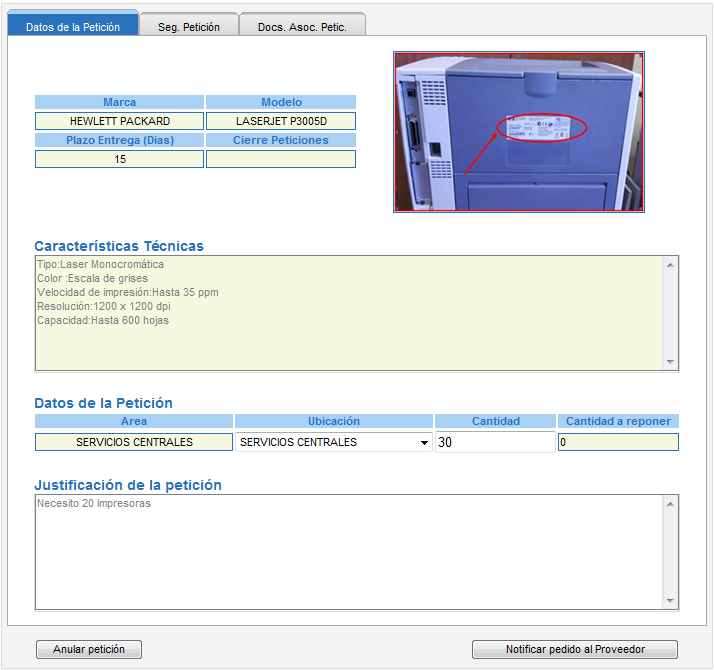 Datos de la Petición
Seg. Petición
Docs. Asoc. Petic.
Marca
Modelo
HEWLETT PACKARD
LASERJET P3005D
Plazo Entrega (Dias)
Cierre Peticiones
15
Características Técnicas
Tipo:Laser Monocromática
Color :Escala de grises
Velocidad de impresión:Hasta 35 ppm
Resolución:1200 x 1200 dpi
Capacidad:Hasta 600 hojas
Datos de la Petición
Area
Ubicación
Cantidad
Cantidad a reponer
SERVICIOS CENTRALES
SERVICIOS CENTRALES
30
0
Justificación de la petición
Necesito 20 Impresoras
Anular petición
Notificar pedido al Proveedor